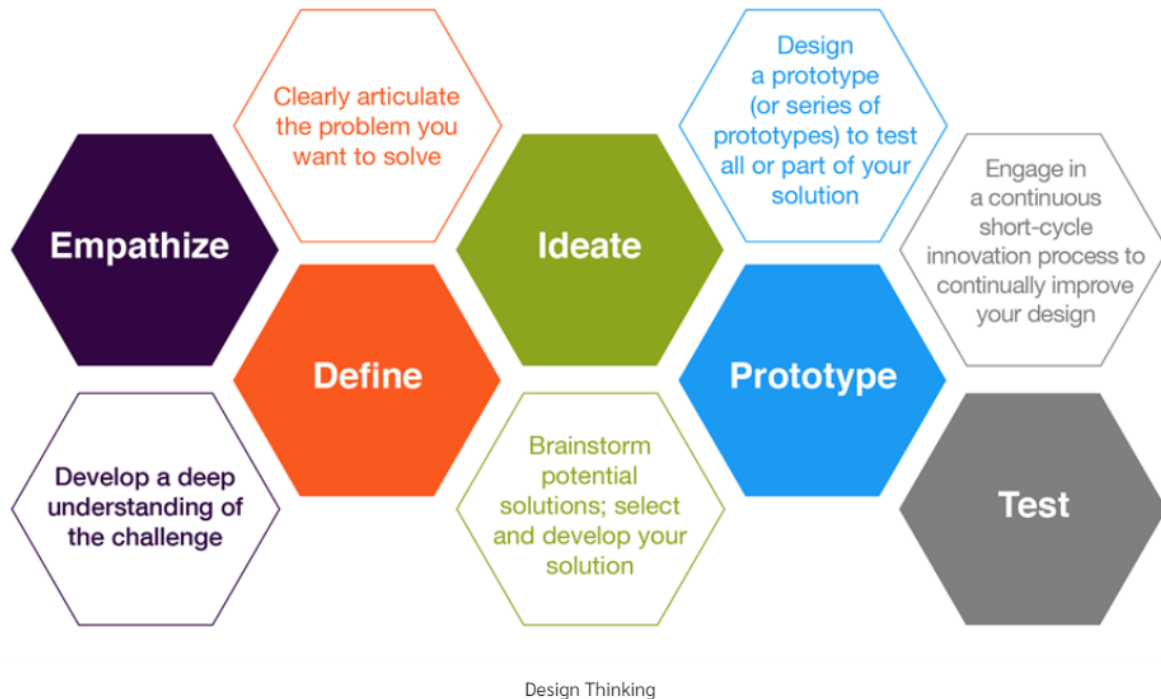 Empathize
Develop a deep
understanding of
the challenge
Clearly articulate
the problem you
want to solve
Define
Ideate
Brainstorm
potential
solutions; select
and develop your
solution
Design
a prototype
(or series of
prototypes) to test
all or part of your
solution
Prototype
Engage in
a continuous
short-cycle
innovation process to
continually improve
your design
Test
Design Thinking